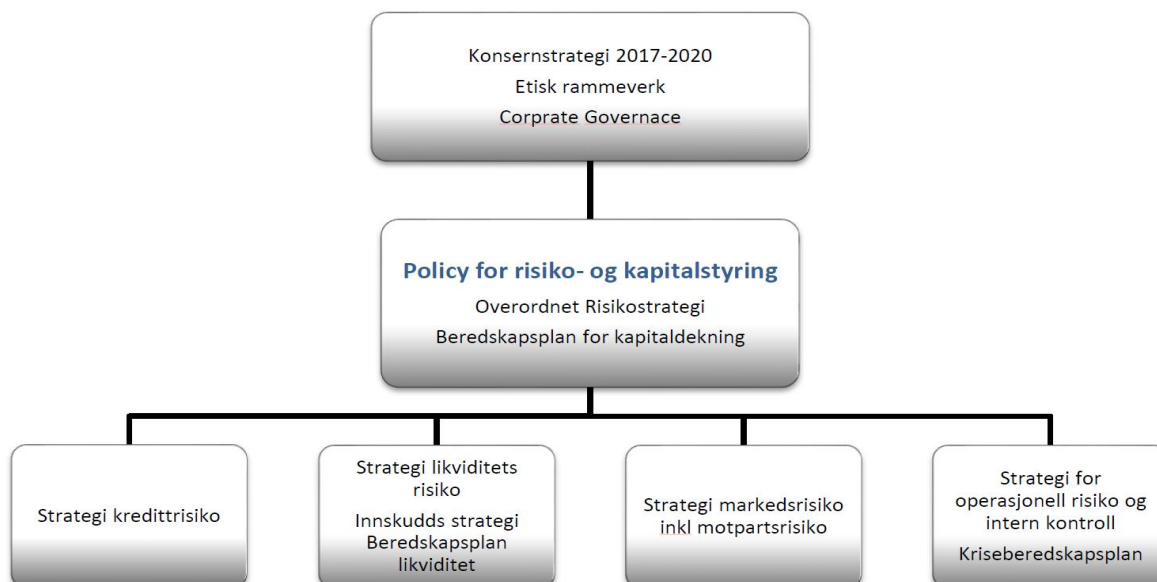 Konsernstrategi 2017-2020
Etisk rammeverk
Corprate Governace
Policy for risiko- og kapitalstyring
Overordnet Risikostrategi
Beredskapsplan for kapitaldekning
Strategi kredittrisiko
Strategi likviditets
risiko
Innskudds strategi
Beredskapsplan
likviditet
Strategi markedsrisiko
inkl motpartsrisiko
Strategi for
operasjonell risiko og
intern kontroll
Kriseberedskapsplan